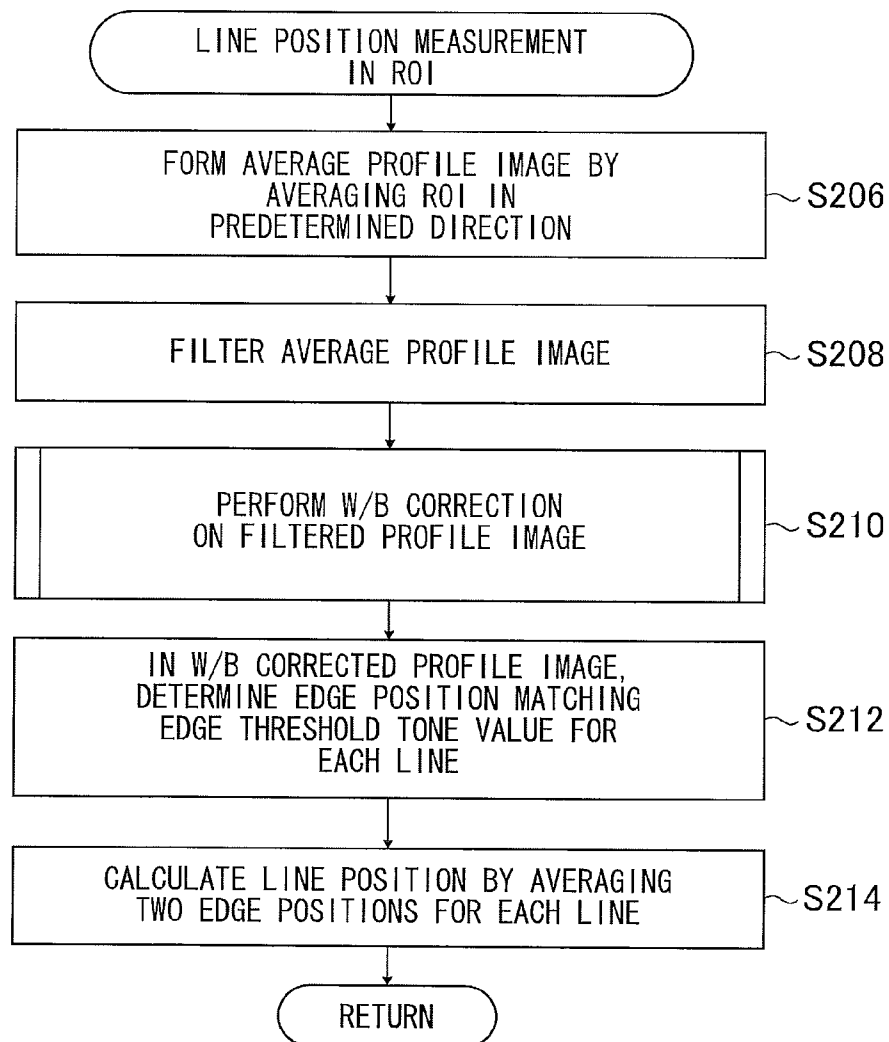 LINE POSITION MEASUREMENT
IN ROI
FORM AVERAGE PROFILE IMAGE BY
AVERAGING ROI IN
PREDETERMINED DIRECTION
S206
FILTER AVERAGE PROFILE IMAGE
S208
PERFORM W/B CORRECTION
ON FILTERED PROFILE IMAGE
S210
IN W/B CORRECTED PROFILE IMAGE,
DETERMINE EDGE POSITION MATCHING
EDGE THRESHOLD TONE VALUE FOR
EACH LINE
S212
CALCULATE LINE POSITION BY AVERAGING
TWO EDGE POSITIONS FOR EACH LINE
S214
RETURN